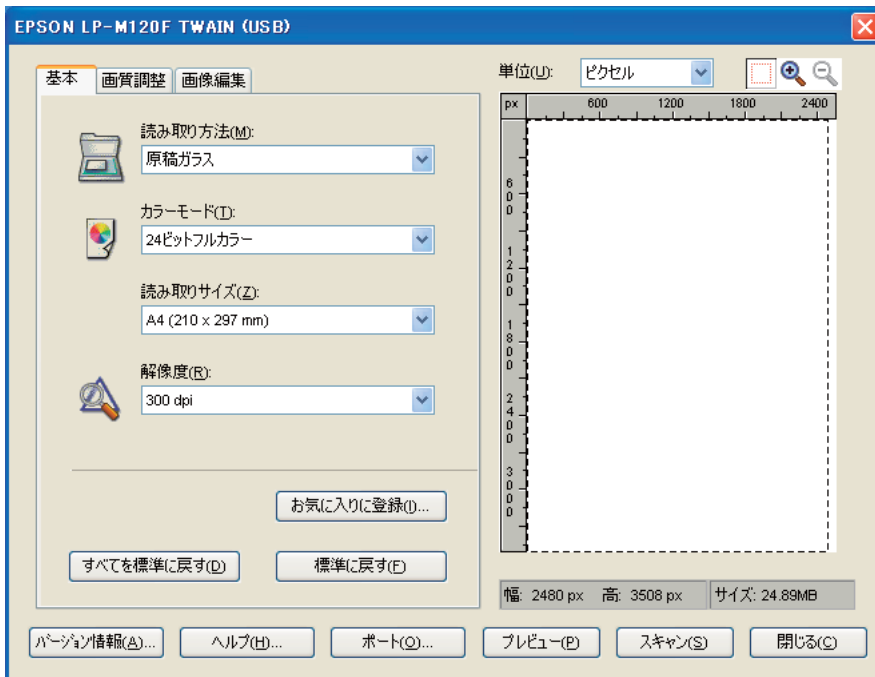 EPSON LP-M120F TWAIN (USB)
基本 画質調整 画像編集
読み取り方法(M):
原稿ガラス
カラーモード(T):
24ビットフルカラー
読み取りサイズ(Z):
A4 (210 x 297 mm)
解像度(R):
300 dpi
お気に入りに登録(I)...
すべてを標準に戻す(D) 標準に戻す(F)
単位(U): ピクセル
px 600 1200 1800 2400
600
1200
1800
2400
3000
幅: 2480 px 高: 3508 px サイズ: 24.89MB
バージョン情報(A)... ヘルプ(H)... ポート(O)... プレビュー(P) スキャン(S) 閉じる(C)